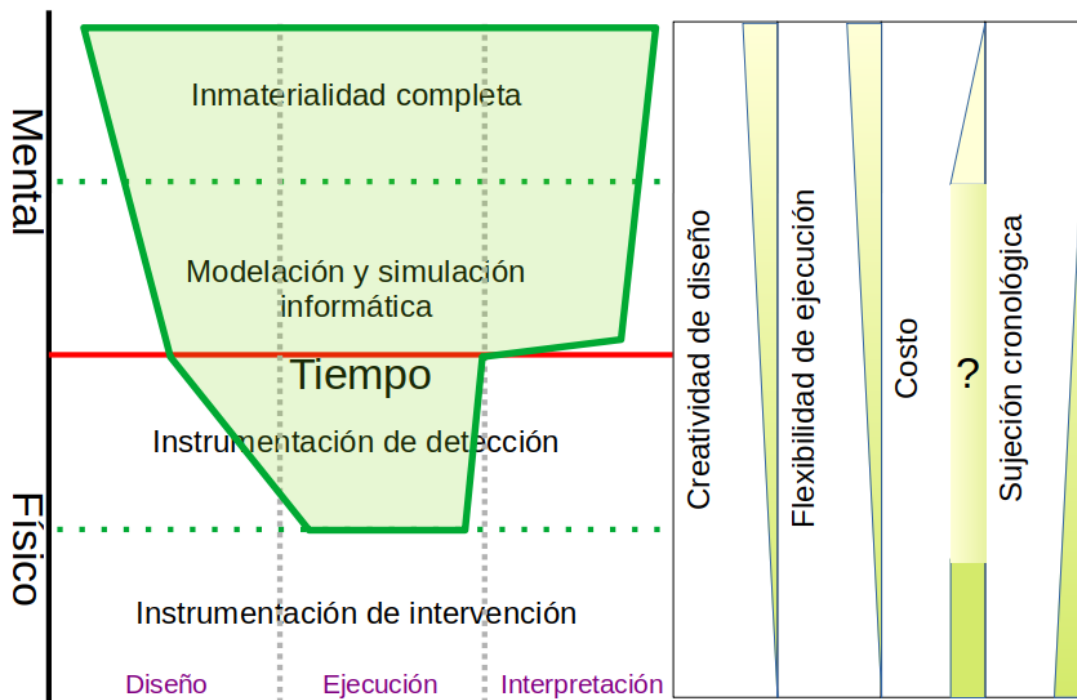 Mental
Físico
Inmaterialidad completa
Modelación y simulación
informática
Tiempo
Instrumentación de detección
Instrumentación de intervención
Diseño
Ejecución
Interpretación
Creatividad de diseño
Flexibilidad de ejecución
Costo
?
Sujeción cronológica